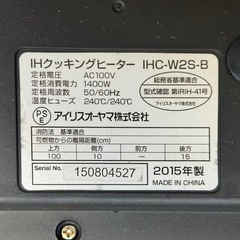 IHクッキングヒーター IHC-W2S-B
定格電圧 AC100V
定格消費電力 1400W
定格周波数 50/60Hz
温度ヒューズ 240℃/240℃
総務省基準適合
型式確認 第IRIH-41号
PSE アイリスオーヤマ株式会社
消防法 基準適合
可燃物からの離隔距離(cm)
上方 側方 前方 後方
100 10 － 15
Serial No. 150804527
2015年製
MADE IN CHINA